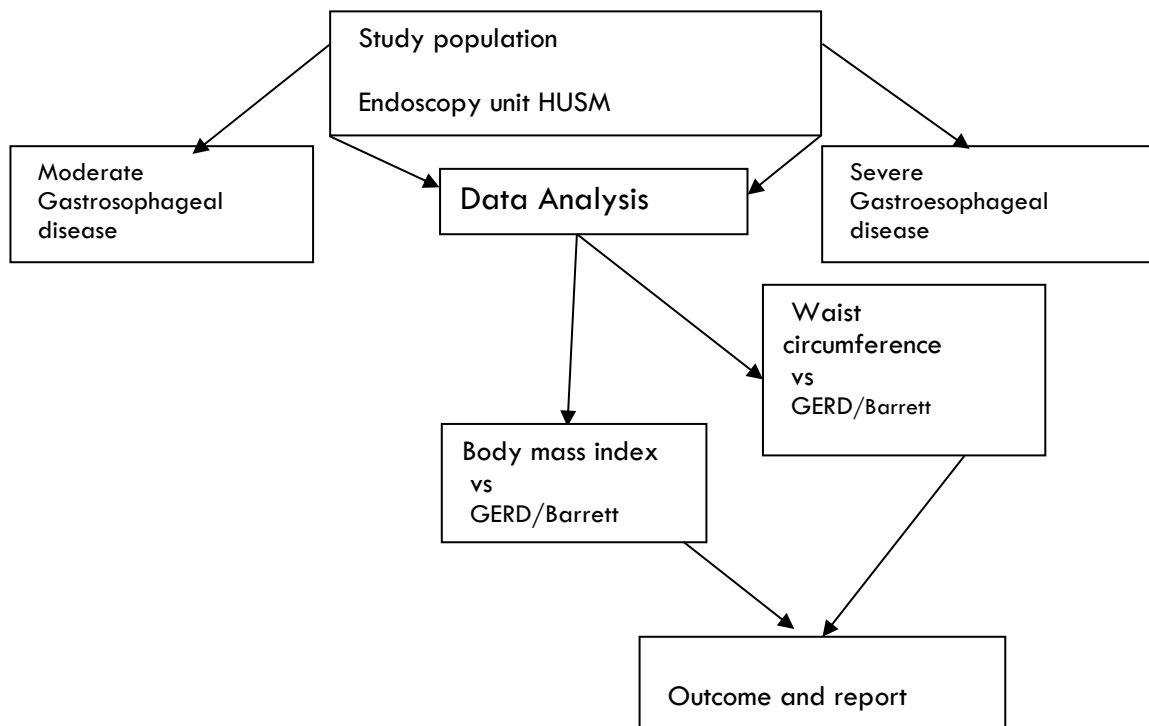 Study population
Endoscopy unit HUSM
Moderate
Gastrosophageal
disease
Data Analysis
Severe
Gastroesophageal
disease
Waist
circumference
vs
GERD/Barrett
Body mass index
vs
GERD/Barrett
Outcome and report